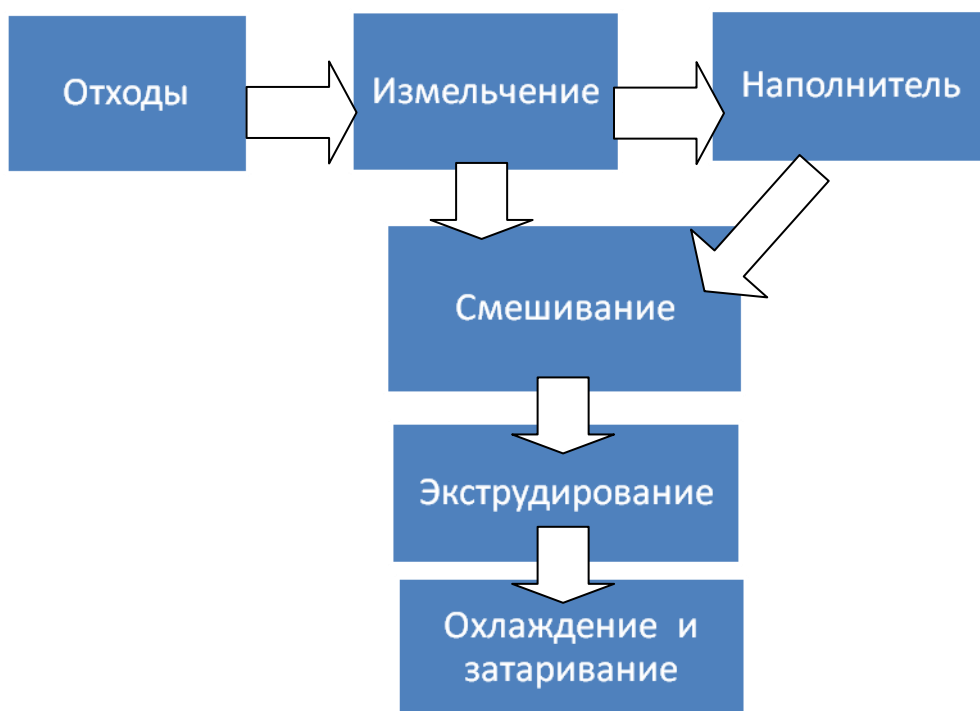 Отходы
Измельчение
Наполнитель
Смешивание
Экструдирование
Охлаждение и
затаривание